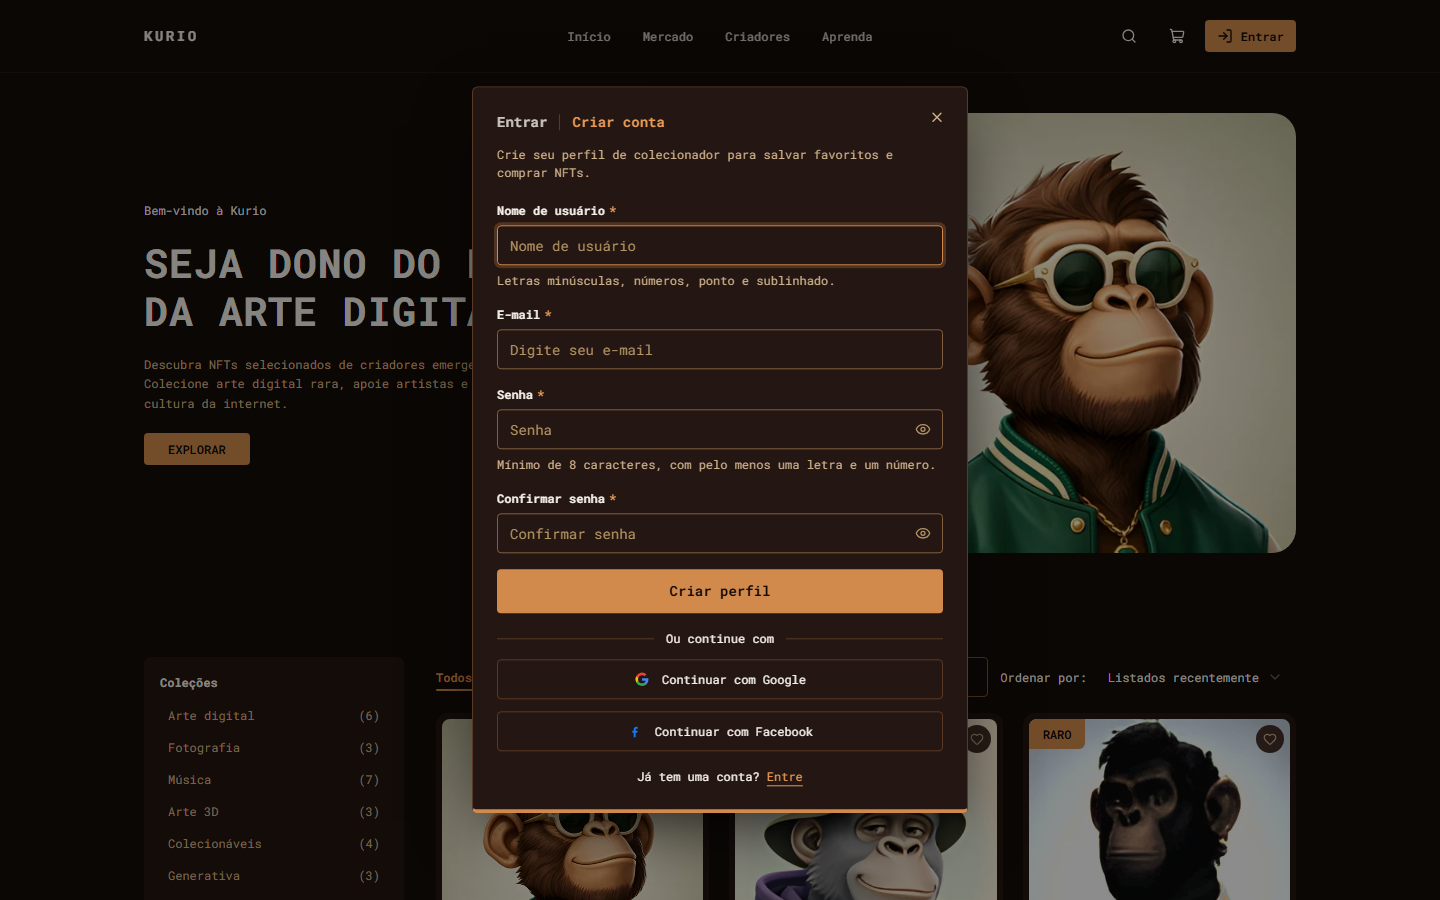 KURIO
Início
Mercado
Criadores
Aprenda
Entrar
Entrar
Criar conta
Crie seu perfil de colecionador para salvar favoritos e
comprar NFTs.
Nome de usuário *
Nome de usuário
Letras minúsculas, números, ponto e sublinhado.
E-mail *
Digite seu e-mail
Senha *
Senha
Mínimo de 8 caracteres, com pelo menos uma letra e um número.
Confirmar senha *
Confirmar senha
Criar perfil
Ou continue com
Continuar com Google
Continuar com Facebook
Já tem uma conta? Entre
Bem-vindo à Kurio
SEJA DONO DO
DA ARTE DIGITA
Descubra NFTs selecionados de criadores emerge
Colecione arte digital rara, apoie artistas e
cultura da internet.
EXPLORAR
Coleções
Arte digital (6)
Fotografia (3)
Música (7)
Arte 3D (3)
Colecionáveis (4)
Generativa (3)
Todos
Ordenar por: Listados recentemente
RARO